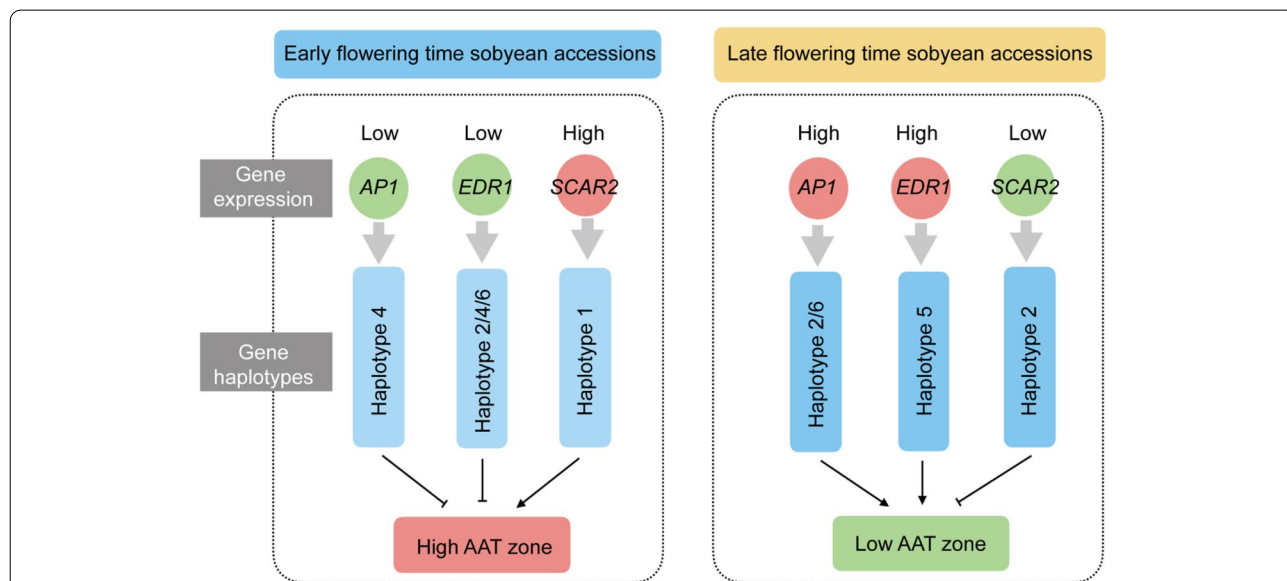 Early flowering time sobyean accessions
Late flowering time sobyean accessions
Low
Low
High
High
High
Low
Gene
expression
AP1
EDR1
SCAR2
AP1
EDR1
SCAR2
Gene
haplotypes
Haplotype 4
Haplotype 2/4/6
Haplotype 1
Haplotype 2/6
Haplotype 5
Haplotype 2
High AAT zone
Low AAT zone